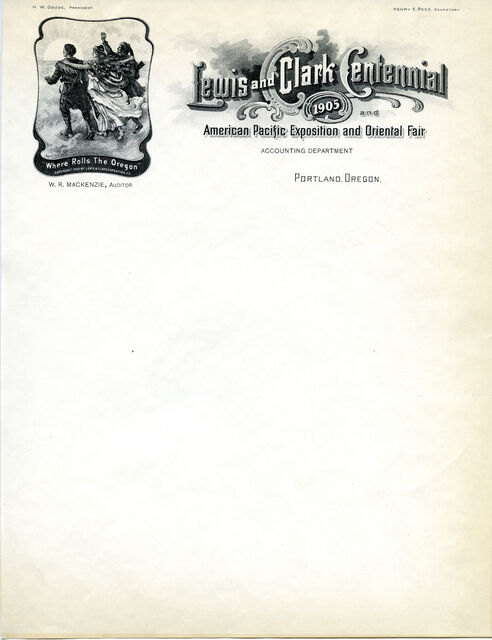 H. W. GOODE, PRESIDENT
HENRY E. REED, SECRETARY
Lewis and Clark Centennial
1905 and
American Pacific Exposition and Oriental Fair
ACCOUNTING DEPARTMENT
PORTLAND, OREGON.
"Where Rolls The Oregon"
W. R. MACKENZIE, AUDITOR